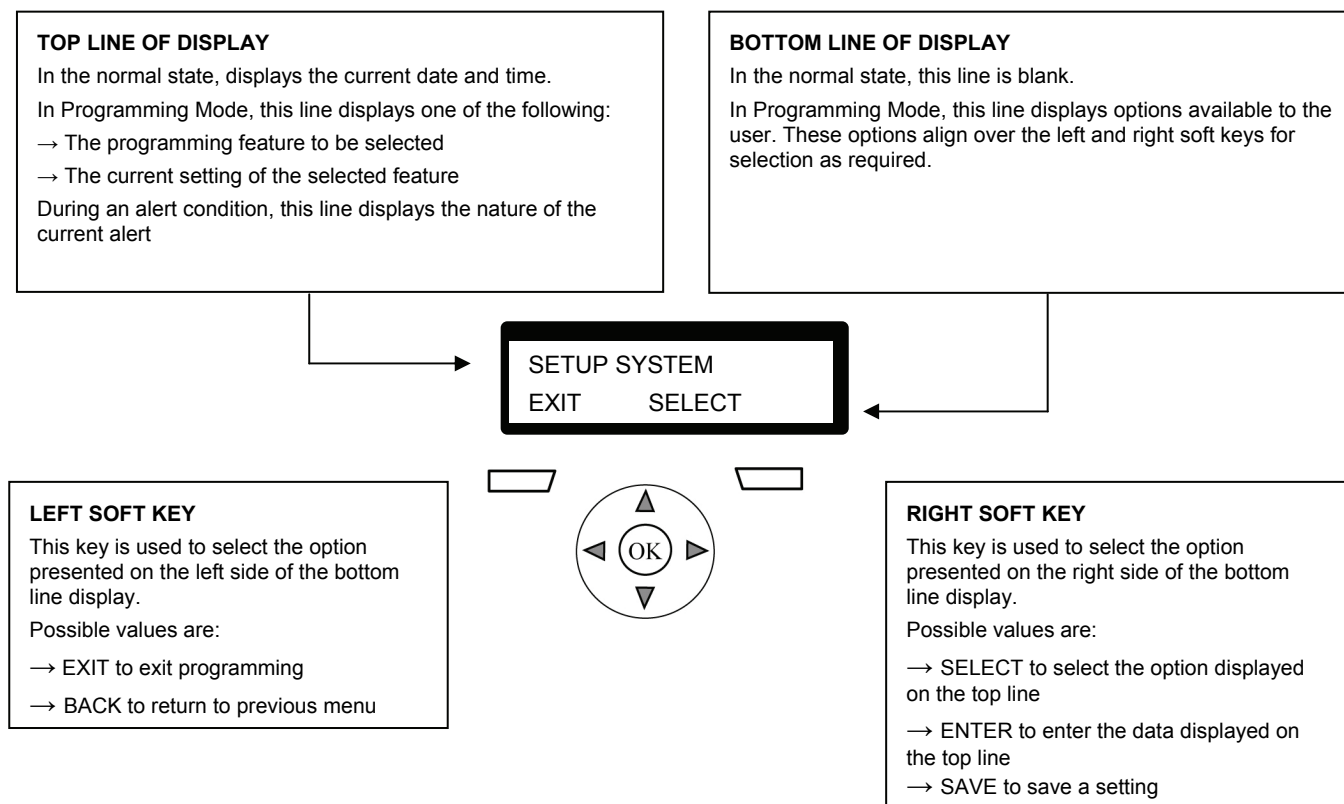 TOP LINE OF DISPLAY
In the normal state, displays the current date and time.
In Programming Mode, this line displays one of the following:
→ The programming feature to be selected
→ The current setting of the selected feature
During an alert condition, this line displays the nature of the
current alert
BOTTOM LINE OF DISPLAY
In the normal state, this line is blank.
In Programming Mode, this line displays options available to the
user. These options align over the left and right soft keys for
selection as required.
SETUP SYSTEM
EXIT SELECT
OK
LEFT SOFT KEY
This key is used to select the option
presented on the left side of the bottom
line display.
Possible values are:
→ EXIT to exit programming
→ BACK to return to previous menu
RIGHT SOFT KEY
This key is used to select the option
presented on the right side of the bottom
line display.
Possible values are:
→ SELECT to select the option displayed
on the top line
→ ENTER to enter the data displayed on
the top line
→ SAVE to save a setting